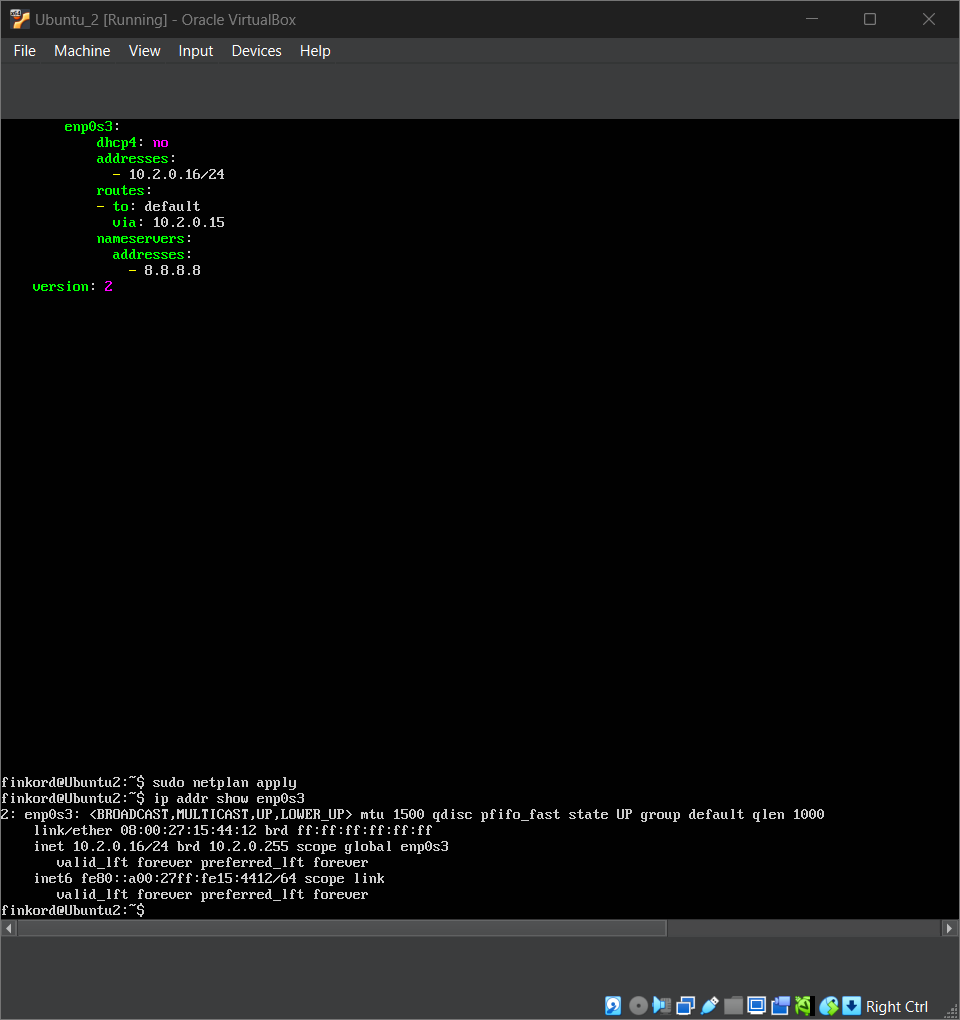 Ubuntu_2 [Running] - Oracle VirtualBox
File Machine View Input Devices Help
enp0s3:
dhcp4: no
addresses:
- 10.2.0.16/24
routes:
- to: default
via: 10.2.0.15
nameservers:
addresses:
- 8.8.8.8
version: 2
finkord@Ubuntu2:~$ sudo netplan apply
finkord@Ubuntu2:~$ ip addr show enp0s3
2: enp0s3: <BROADCAST,MULTICAST,UP,LOWER_UP> mtu 1500 qdisc pfifo_fast state UP group default qlen 1000
link/ether 08:00:27:15:44:12 brd ff:ff:ff:ff:ff:ff
inet 10.2.0.16/24 brd 10.2.0.255 scope global enp0s3
valid_lft forever preferred_lft forever
inet6 fe80::a00:27ff:fe15:4412/64 scope link
valid_lft forever preferred_lft forever
finkord@Ubuntu2:~$
Right Ctrl